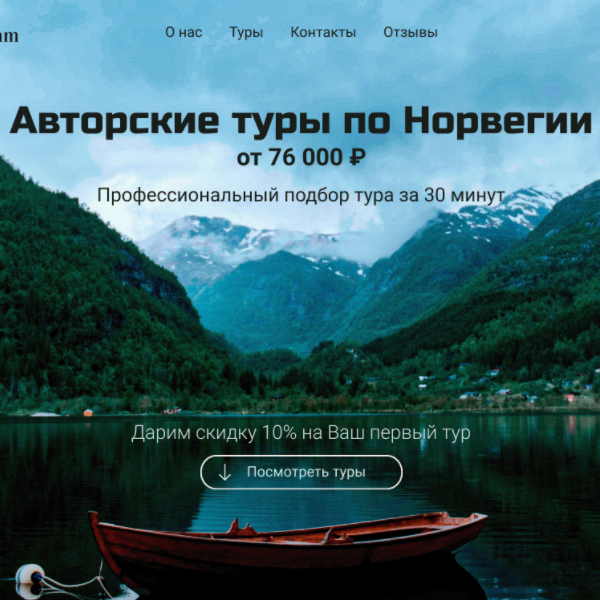 О нас Туры Контакты Отзывы
Авторские туры по Норвегии
от 76 000 ₽
Профессиональный подбор тура за 30 минут
Дарим скидку 10% на Ваш первый тур
Посмотреть туры